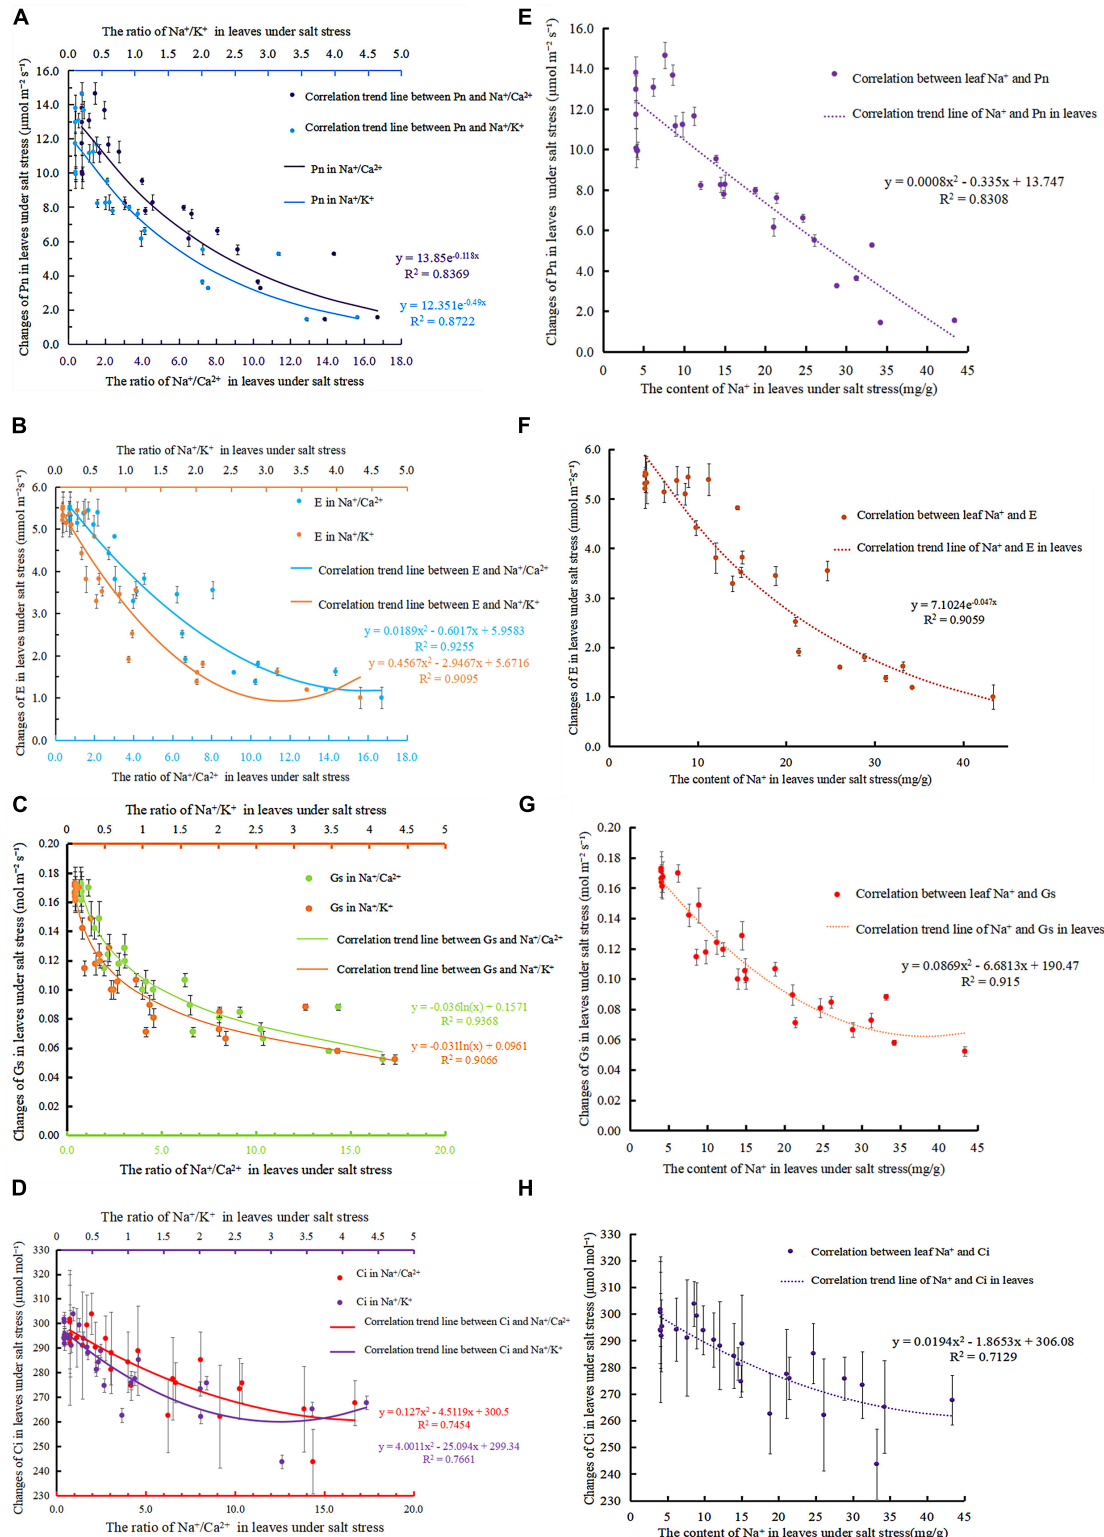 A
The ratio of Na⁺/K⁺ in leaves under salt stress
0.0 0.5 1.0 1.5 2.0 2.5 3.0 3.5 4.0 4.5 5.0
Changes of Pn in leaves under salt stress (μmol m⁻² s⁻¹)
16.0
14.0
12.0
10.0
8.0
6.0
4.0
2.0
0.0
Correlation trend line between Pn and Na⁺/Ca²⁺
Correlation trend line between Pn and Na⁺/K⁺
Pn in Na⁺/Ca²⁺
Pn in Na⁺/K⁺
y = 13.85e^-0.118x
R² = 0.8369
y = 12.351e^-0.49x
R² = 0.8722
0.0 2.0 4.0 6.0 8.0 10.0 12.0 14.0 16.0 18.0
The ratio of Na⁺/Ca²⁺ in leaves under salt stress
E
Changes of Pn in leaves under salt stress (μmol m⁻² s⁻¹)
16.0
14.0
12.0
10.0
8.0
6.0
4.0
2.0
0.0
Correlation between leaf Na⁺ and Pn
Correlation trend line of Na⁺ and Pn in leaves
y = 0.0008x² - 0.335x + 13.747
R² = 0.8308
0 5 10 15 20 25 30 35 40 45
The content of Na⁺ in leaves under salt stress(mg/g)
B
The ratio of Na⁺/K⁺ in leaves under salt stress
0.0 0.5 1.0 1.5 2.0 2.5 3.0 3.5 4.0 4.5 5.0
Changes of E in leaves under salt stress (mmol m⁻²s⁻¹)
6.0
5.0
4.0
3.0
2.0
1.0
0.0
E in Na⁺/Ca²⁺
E in Na⁺/K⁺
Correlation trend line between E and Na⁺/Ca²⁺
Correlation trend line between E and Na⁺/K⁺
y = 0.0189x² - 0.6017x + 5.9583
R² = 0.9255
y = 0.4567x² - 2.9467x + 5.6716
R² = 0.9095
0.0 2.0 4.0 6.0 8.0 10.0 12.0 14.0 16.0 18.0
The ratio of Na⁺/Ca²⁺ in leaves under salt stress
F
Changes of E in leaves under salt stress (mmol m⁻²s⁻¹)
6.0
5.0
4.0
3.0
2.0
1.0
0.0
Correlation between leaf Na⁺ and E
Correlation trend line of Na⁺ and E in leaves
y = 7.1024e^-0.047x
R² = 0.9059
0 10 20 30 40
The content of Na⁺ in leaves under salt stress(mg/g)
C
The ratio of Na⁺/K⁺ in leaves under salt stress
0 0.5 1 1.5 2 2.5 3 3.5 4 4.5 5
Changes of Gs in leaves under salt stress (mol m⁻² s⁻¹)
0.20
0.18
0.16
0.14
0.12
0.10
0.08
0.06
0.04
0.02
0.00
Gs in Na⁺/Ca²⁺
Gs in Na⁺/K⁺
Correlation trend line between Gs and Na⁺/Ca²⁺
Correlation trend line between Gs and Na⁺/K⁺
y = -0.036ln(x) + 0.1571
R² = 0.9368
y = -0.031ln(x) + 0.0961
R² = 0.9066
0.0 5.0 10.0 15.0 20.0
The ratio of Na⁺/Ca²⁺ in leaves under salt stress
G
Changes of Gs in leaves under salt stress (mol m⁻² s⁻¹)
0.20
0.18
0.16
0.14
0.12
0.10
0.08
0.06
0.04
0.02
0.00
Correlation between leaf Na⁺ and Gs
Correlation trend line of Na⁺ and Gs in leaves
y = 0.0869x² - 6.6813x + 190.47
R² = 0.915
0 5 10 15 20 25 30 35 40 45
The content of Na⁺ in leaves under salt stress(mg/g)
D
The ratio of Na⁺/K⁺ in leaves under salt stress
0 0.5 1 1.5 2 2.5 3 3.5 4 4.5 5
Changes of Ci in leaves under salt stress (μmol mol⁻¹)
330
320
310
300
290
280
270
260
250
240
230
Ci in Na⁺/Ca²⁺
Ci in Na⁺/K⁺
Correlation trend line between Ci and Na⁺/Ca²⁺
Correlation trend line between Ci and Na⁺/K⁺
y = 0.127x² - 4.5119x + 300.5
R² = 0.7454
y = 4.0011x² - 25.094x + 299.34
R² = 0.7661
0.0 5.0 10.0 15.0 20.0
The ratio of Na⁺/Ca²⁺ in leaves under salt stress
H
Changes of Ci in leaves under salt stress (μmol mol⁻¹)
330
320
310
300
290
280
270
260
250
240
230
Correlation between leaf Na⁺ and Ci
Correlation trend line of Na⁺ and Ci in leaves
y = 0.0194x² - 1.8653x + 306.08
R² = 0.7129
0 5 10 15 20 25 30 35 40 45
The content of Na⁺ in leaves under salt stress(mg/g)